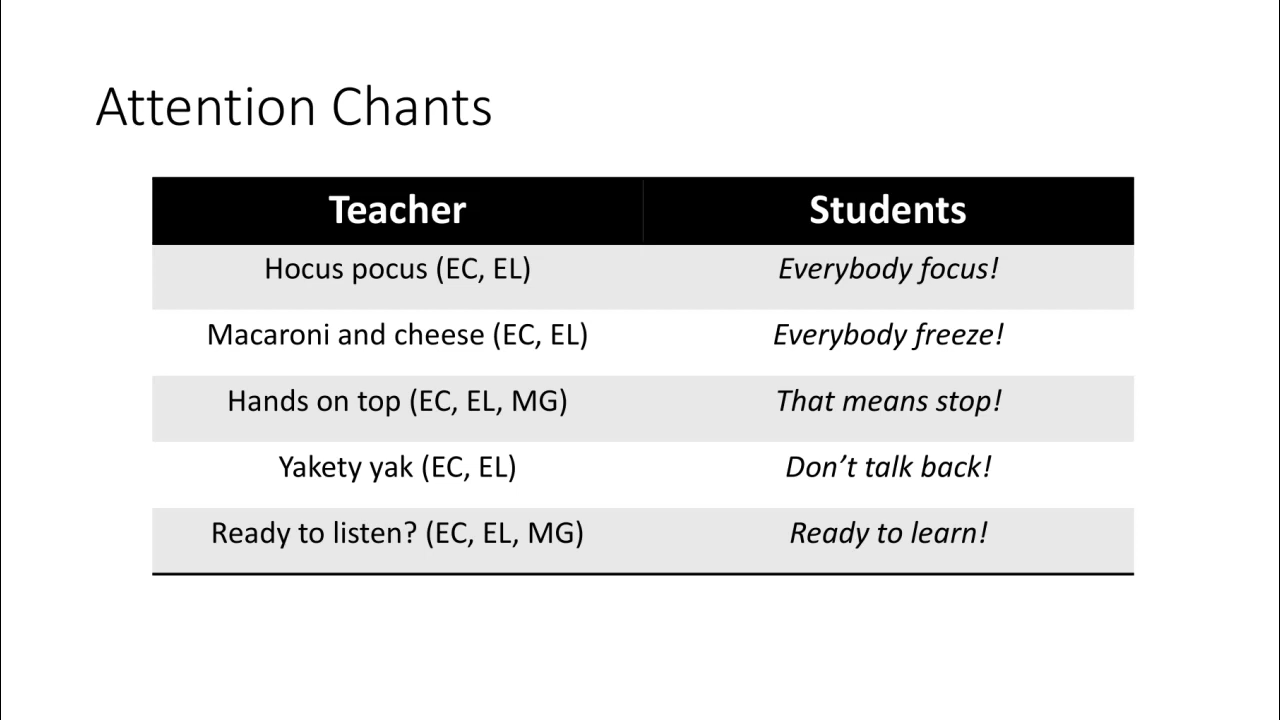 Attention Chants
Teacher Students
Hocus pocus (EC, EL) Everybody focus!
Macaroni and cheese (EC, EL) Everybody freeze!
Hands on top (EC, EL, MG) That means stop!
Yakety yak (EC, EL) Don’t talk back!
Ready to listen? (EC, EL, MG) Ready to learn!